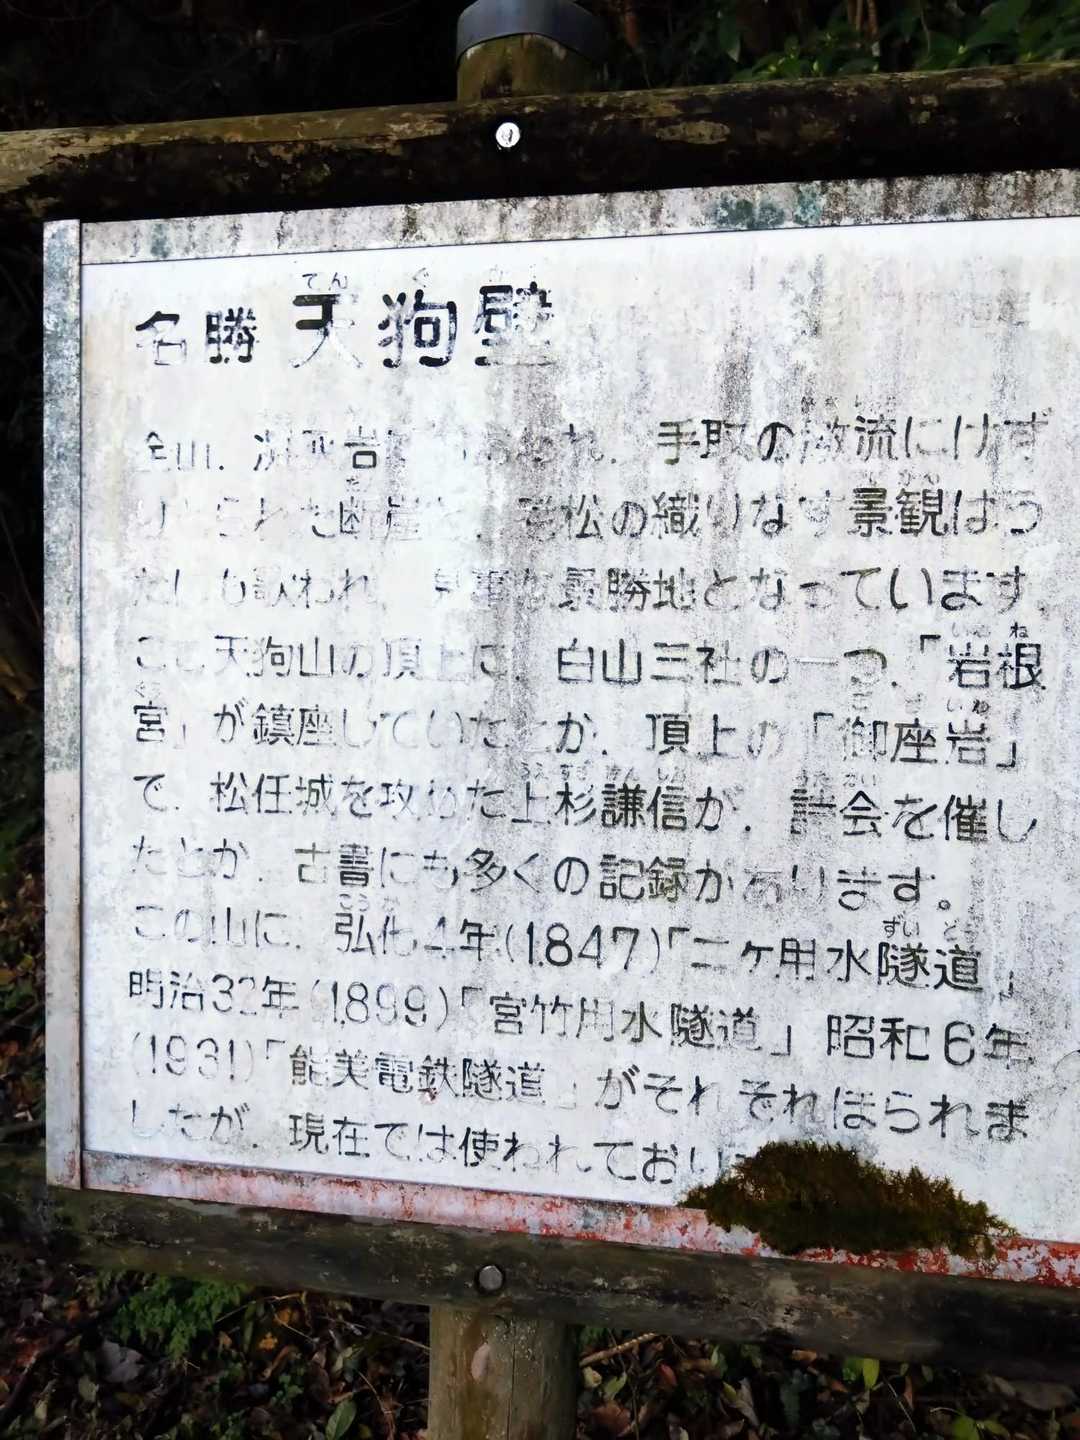 名勝 天狗壁
全山、凝灰岩 れ、手取の激流にけず
りとられた断崖 、老松の織りなす景観はう
たにも歌われ、見事な景勝地となっています。
ここ天狗山の頂上に、白山三社の一つ、「岩根
宮」が鎮座していたとか、頂上の「御座岩」
で、松任城を攻めた上杉謙信が、詩会を催し
たとか、古書にも多くの記録があります。
この山に、弘化4年(1847)「二ヶ用水隧道」
明治32年(1899)「宮竹用水隧道」昭和6年
(1931)「能美電鉄隧道」がそれぞれほられま
したが、現在では使われており